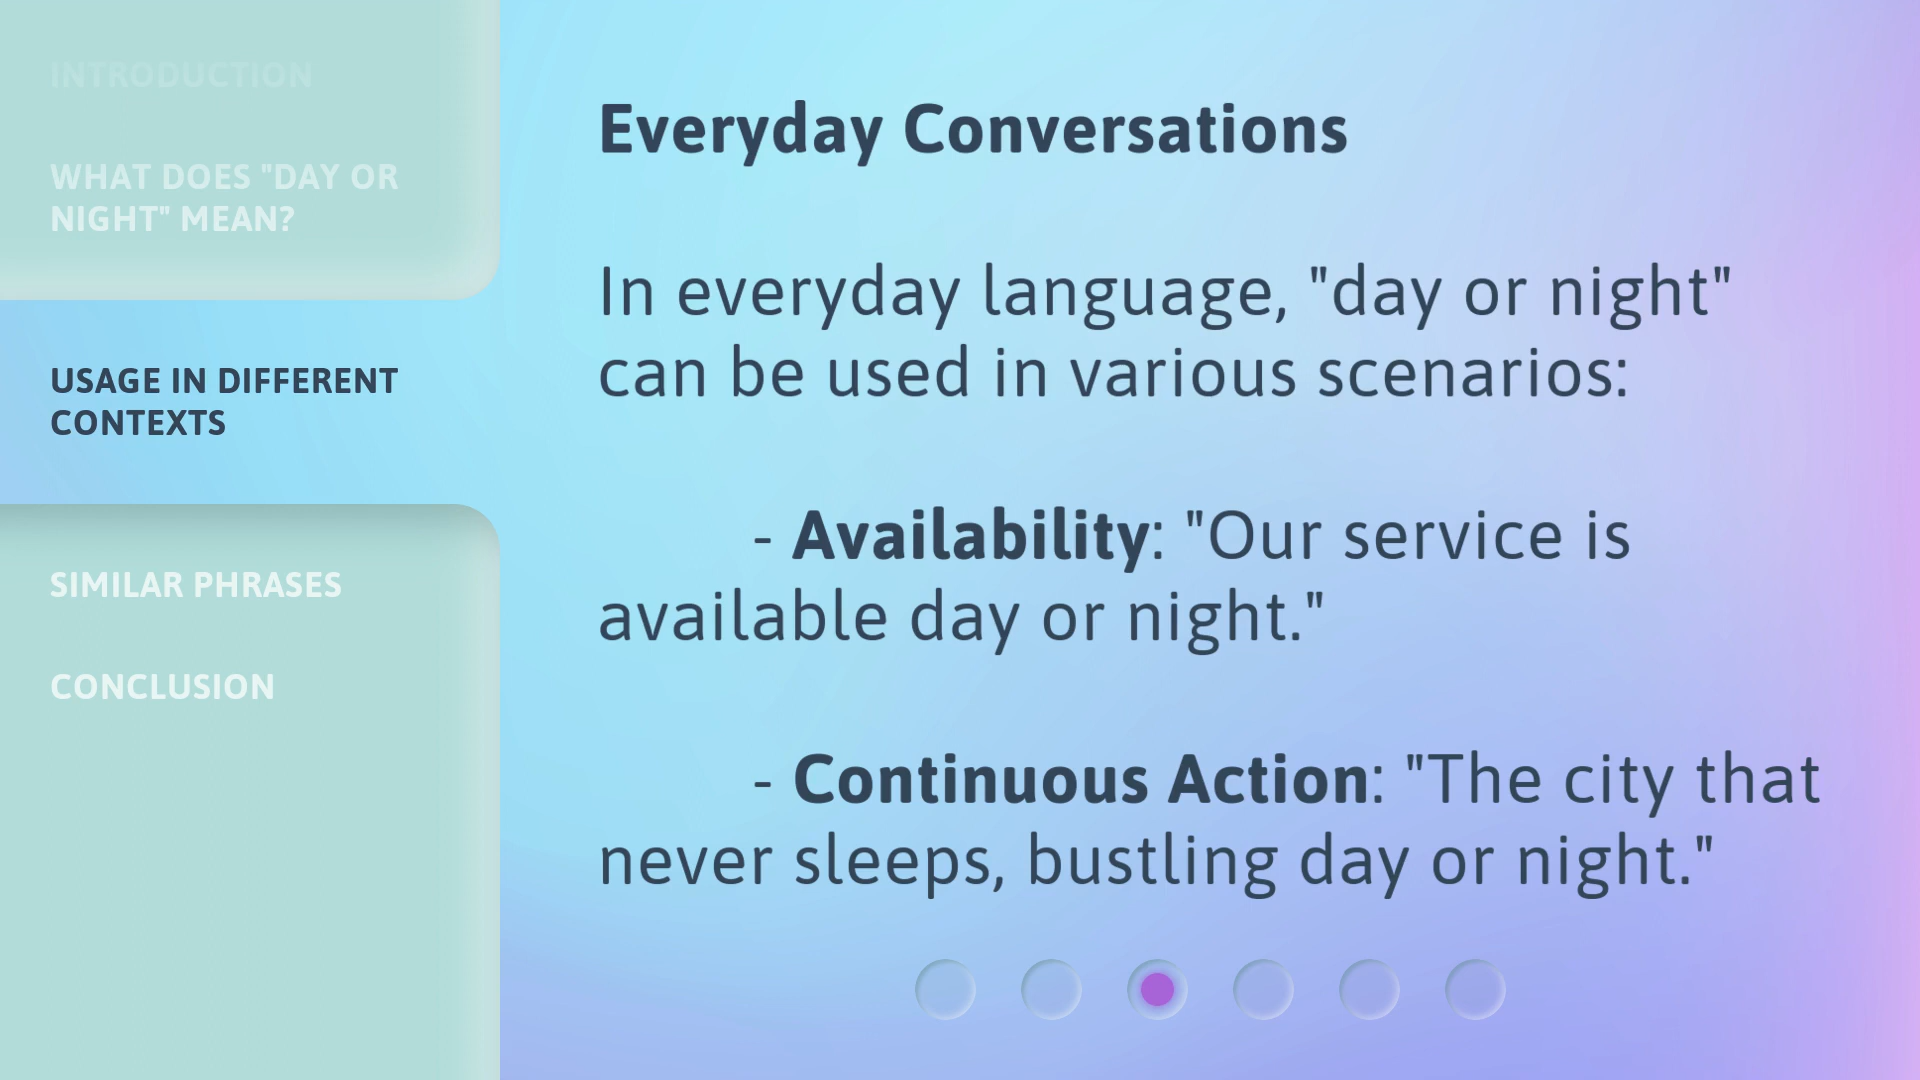 INTRODUCTION
WHAT DOES "DAY OR
NIGHT" MEAN?
USAGE IN DIFFERENT
CONTEXTS
SIMILAR PHRASES
CONCLUSION
Everyday Conversations
In everyday language, "day or night"
can be used in various scenarios:
- Availability: "Our service is
available day or night."
- Continuous Action: "The city that
never sleeps, bustling day or night."